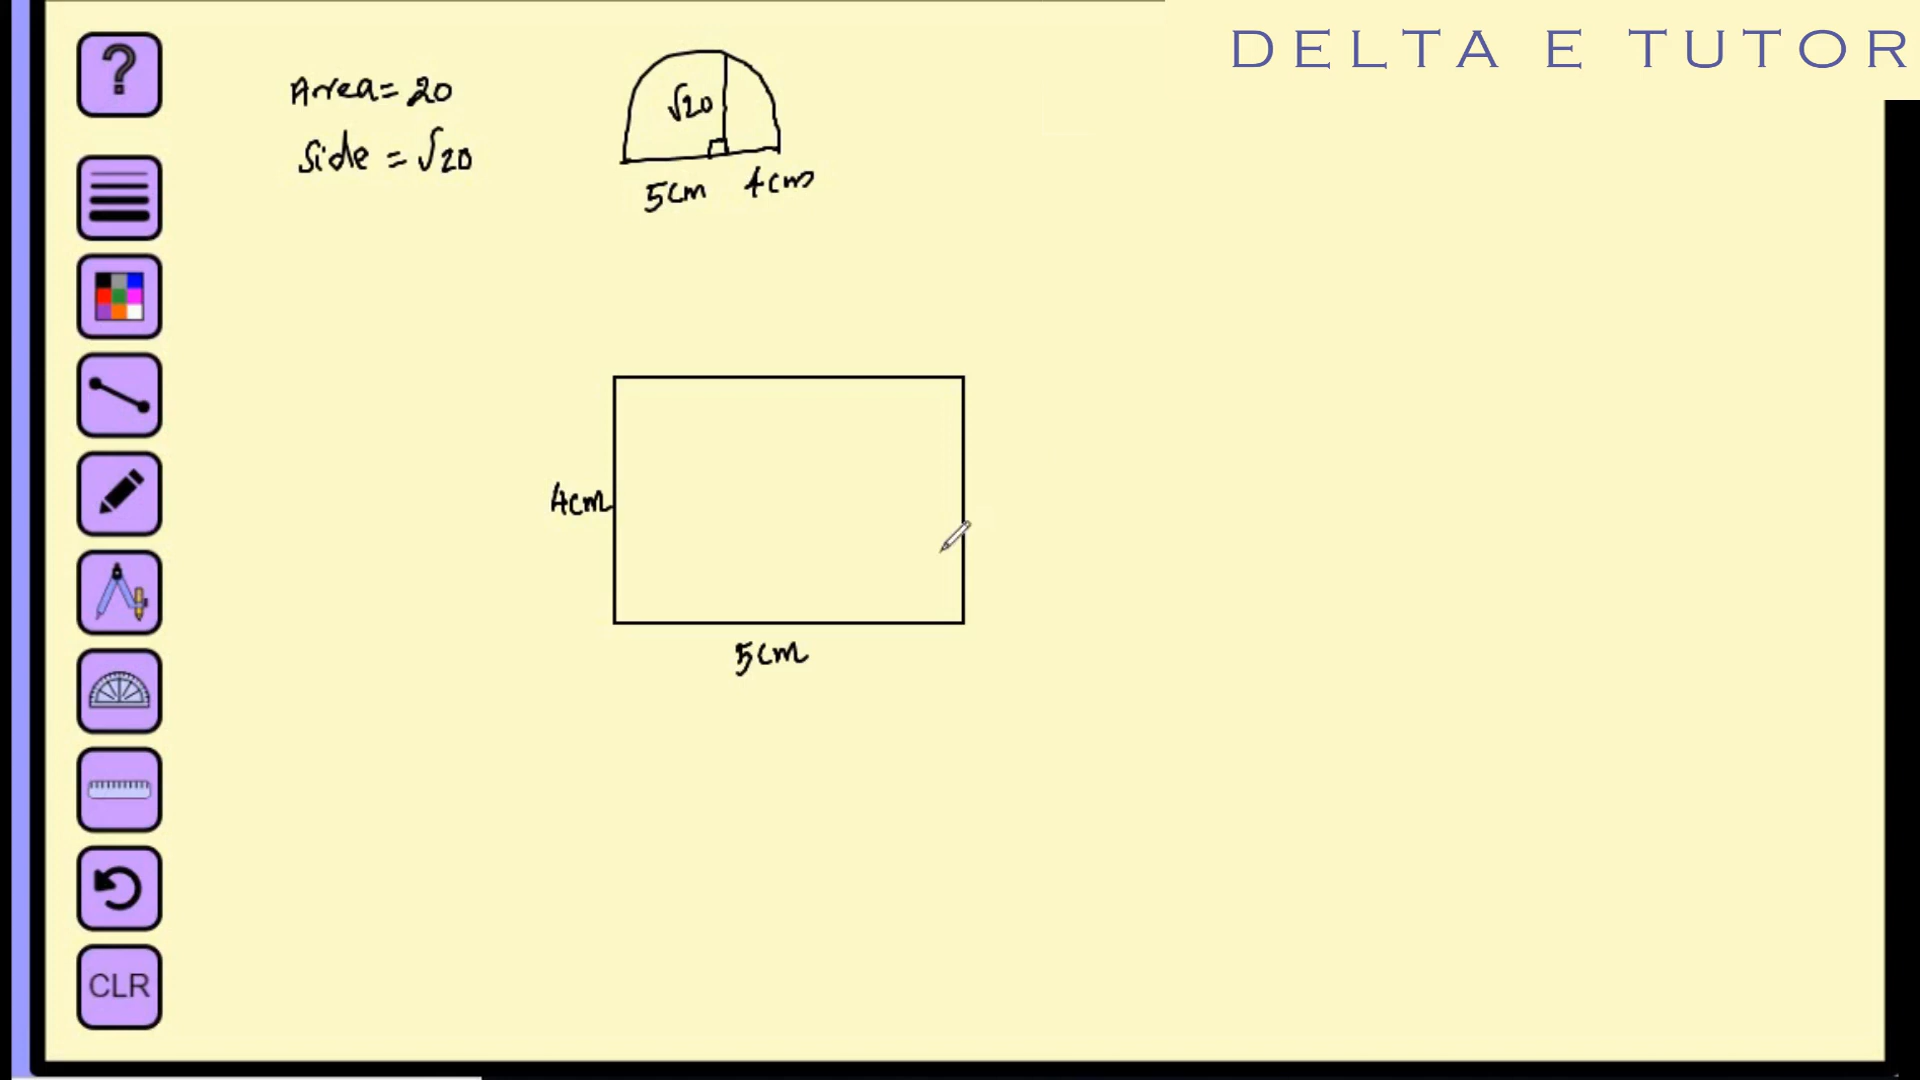 DELTA E TUTOR
?
Area = 20
Side = √20
√20
5cm 4cm
4cm
5cm
CLR